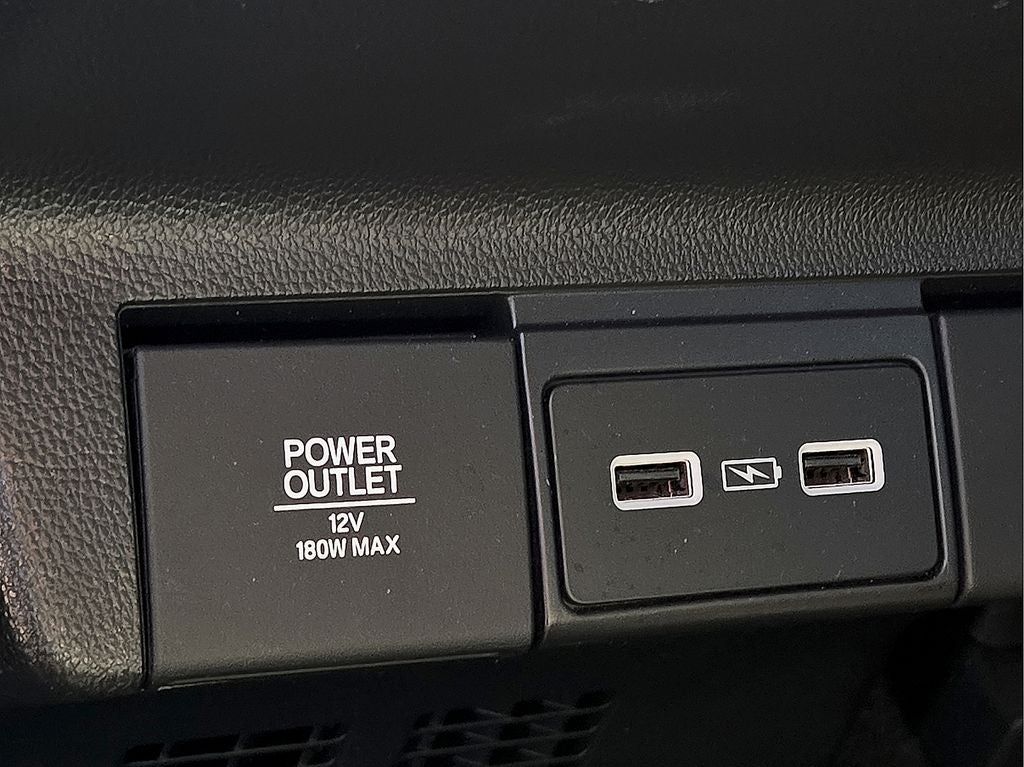 POWER
OUTLET
12V
180W MAX